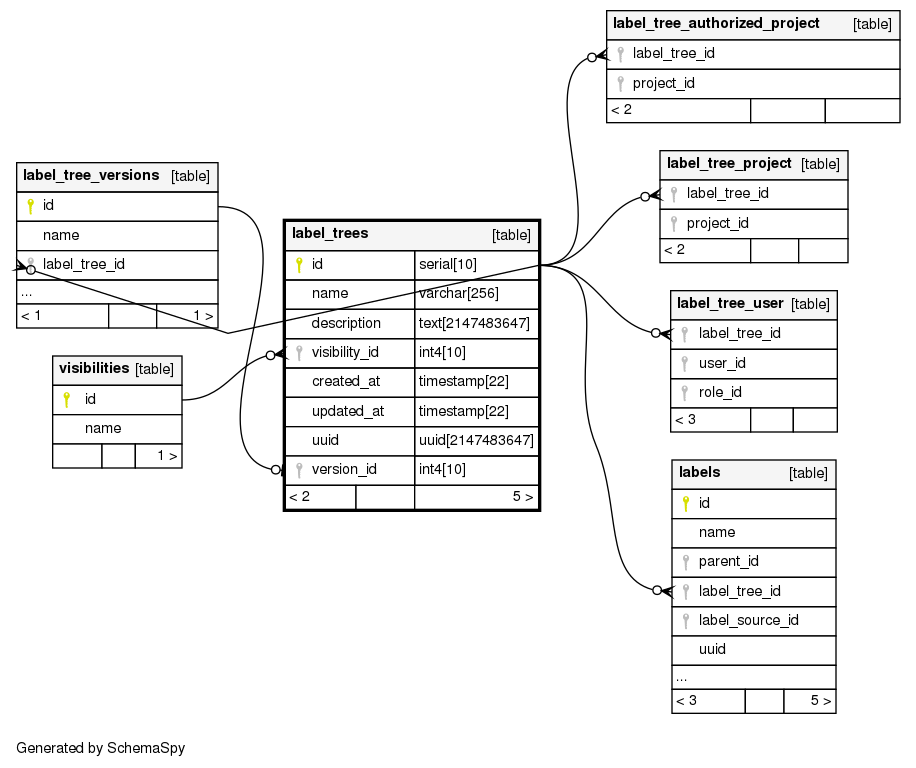 label_tree_authorized_project [table]
label_tree_id
project_id
< 2
label_tree_project [table]
label_tree_id
project_id
< 2
label_tree_versions [table]
id
name
label_tree_id
...
< 1 1 >
label_trees [table]
id serial[10]
name varchar[256]
description text[2147483647]
visibility_id int4[10]
created_at timestamp[22]
updated_at timestamp[22]
uuid uuid[2147483647]
version_id int4[10]
< 2 5 >
label_tree_user [table]
label_tree_id
user_id
role_id
< 3
visibilities [table]
id
name
1 >
labels [table]
id
name
parent_id
label_tree_id
label_source_id
uuid
...
< 3 5 >
Generated by SchemaSpy